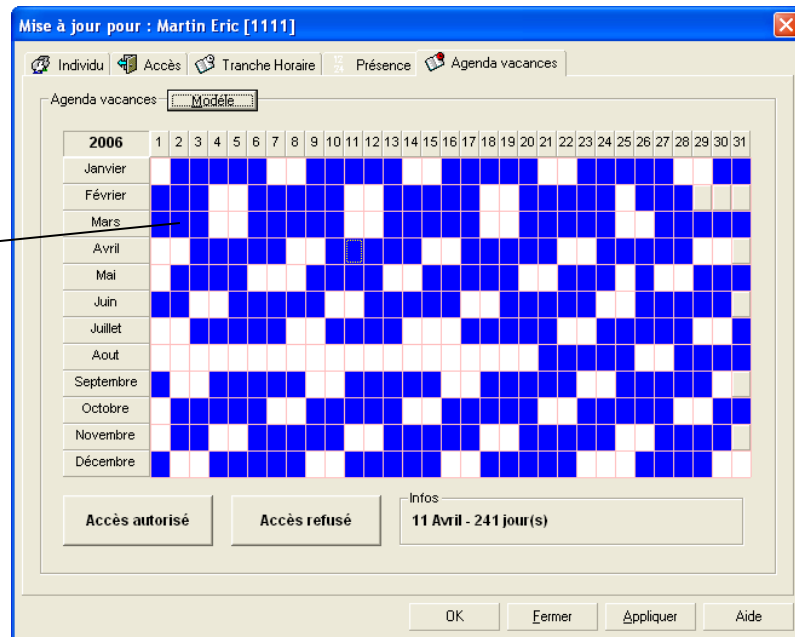 Mise à jour pour : Martin Eric [1111]
Individu Accès Tranche Horaire Présence Agenda vacances
Agenda vacances Modéle
2006 1 2 3 4 5 6 7 8 9 10 11 12 13 14 15 16 17 18 19 20 21 22 23 24 25 26 27 28 29 30 31
Janvier
Février
Mars
Avril
Mai
Juin
Juillet
Aout
Septembre
Octobre
Novembre
Décembre
Accès autorisé Accès refusé
Infos
11 Avril - 241 jour(s)
OK Fermer Appliquer Aide